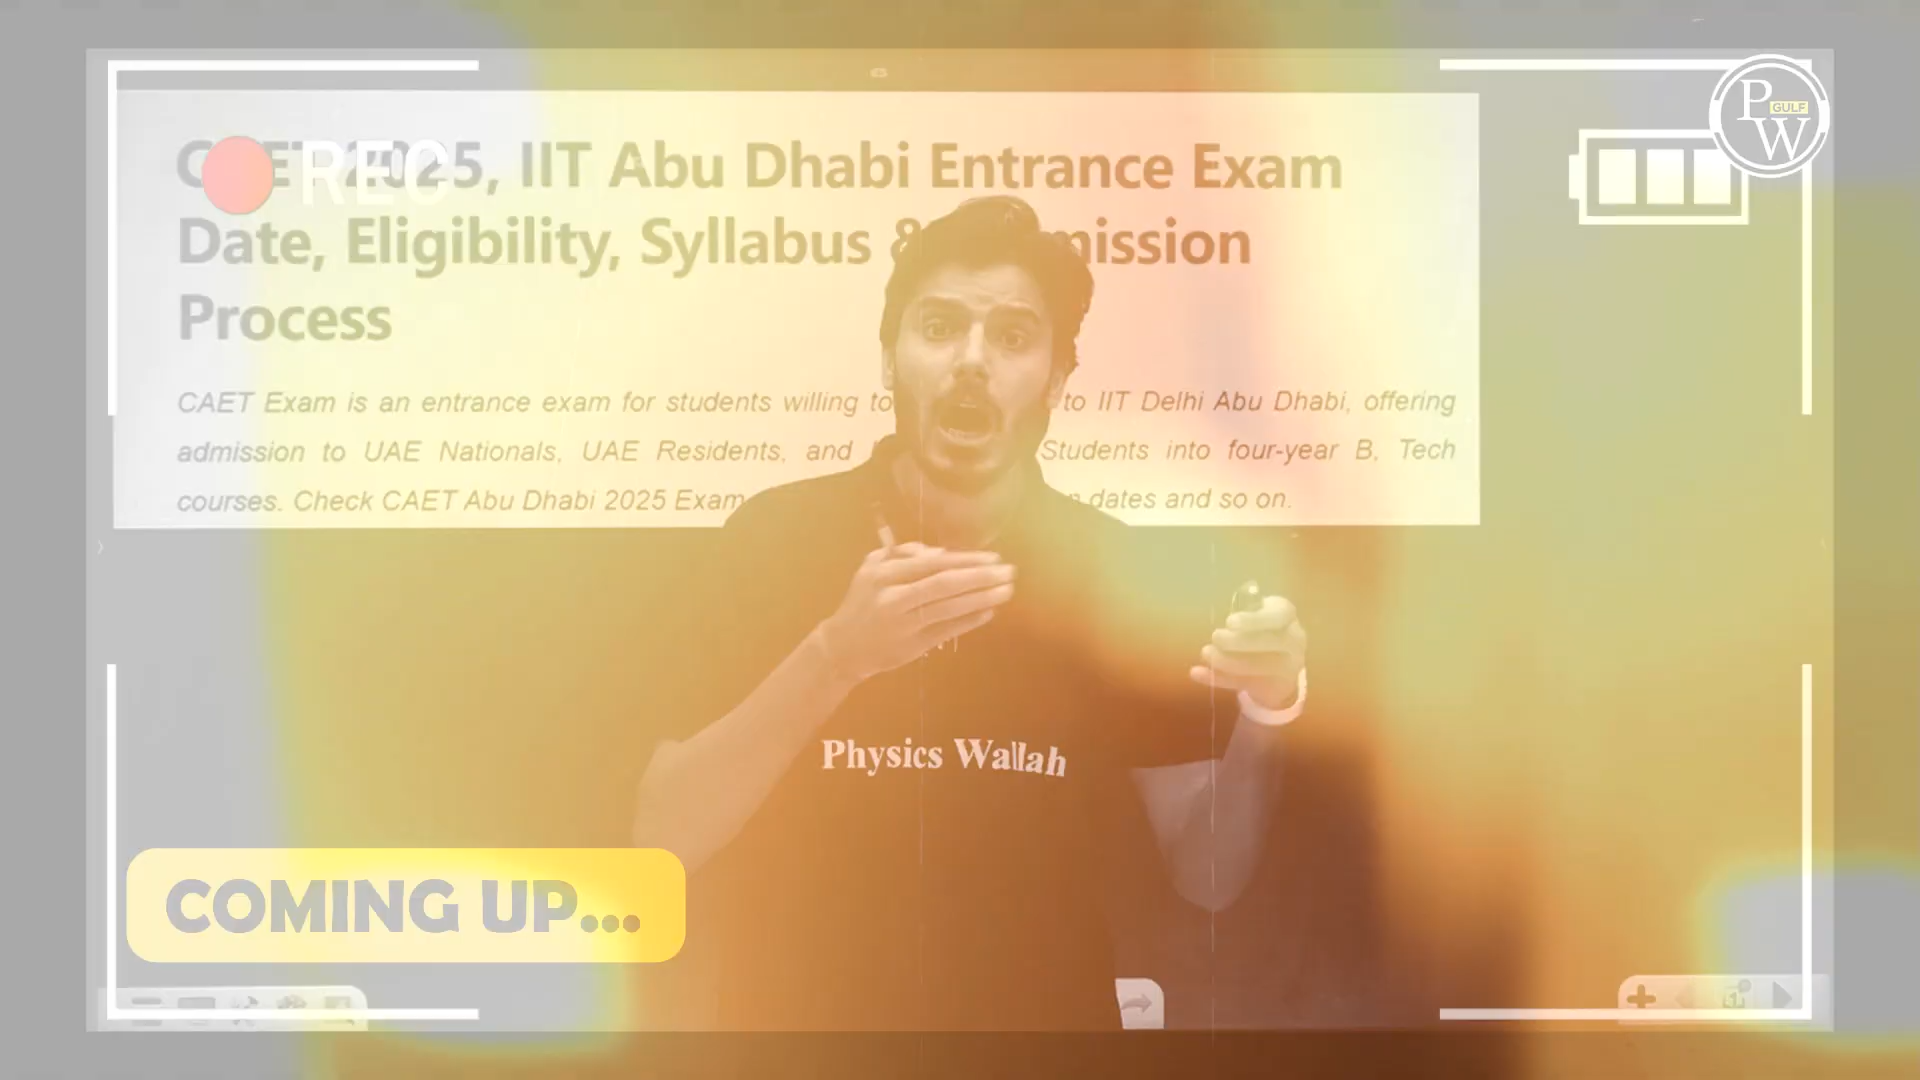 P
GULF
W
REC
2025, IIT Abu Dhabi Entrance Exam
Date, Eligibility, Syllabus &
Process
CAET Exam is an entrance exam for students willing to to IIT Delhi Abu Dhabi, offering
admission to UAE Nationals, UAE Residents, and Students into four-year B, Tech
courses. Check CAET Abu Dhabi 2025 Exam dates and so on.
Physics Wallah
COMING UP...
1